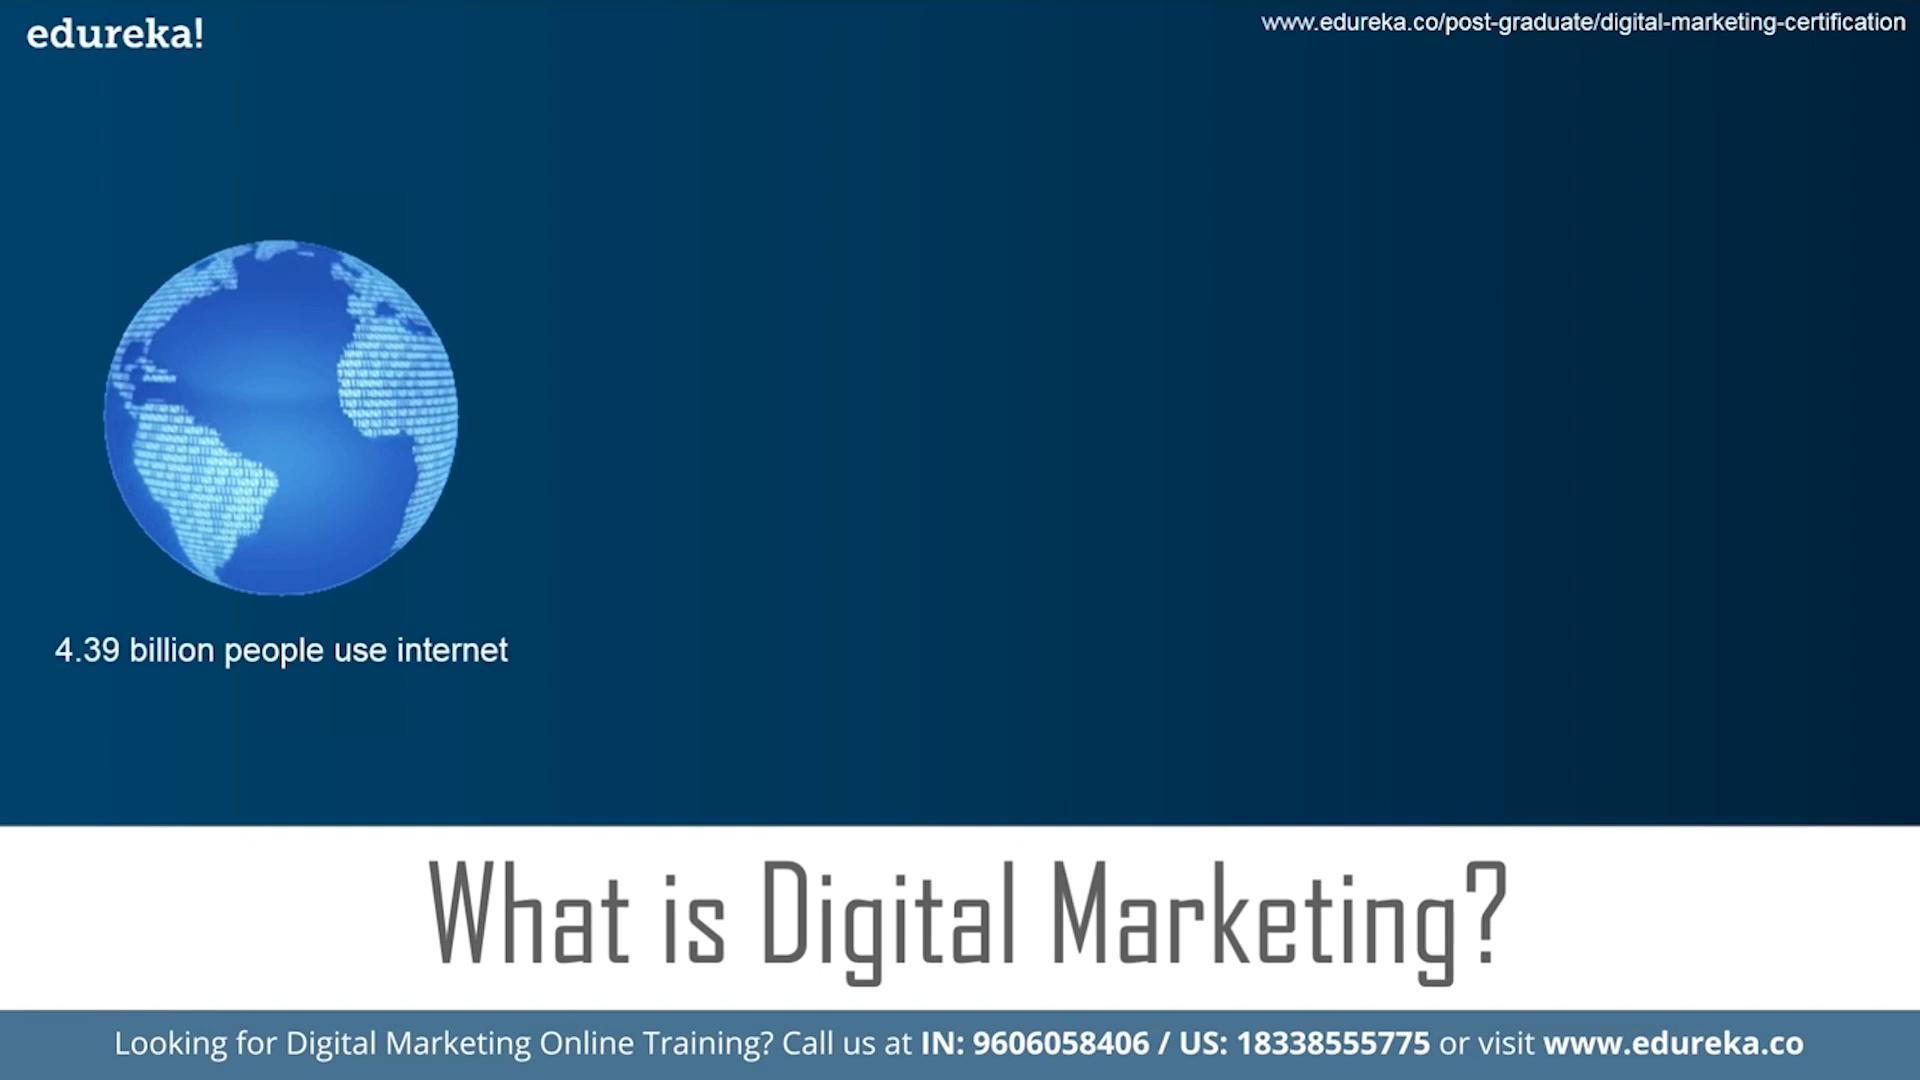 edureka!
www.edureka.co/post-graduate/digital-marketing-certification
4.39 billion people use internet
What is Digital Marketing?
Looking for Digital Marketing Online Training? Call us at IN: 9606058406 / US: 18338555775 or visit www.edureka.co